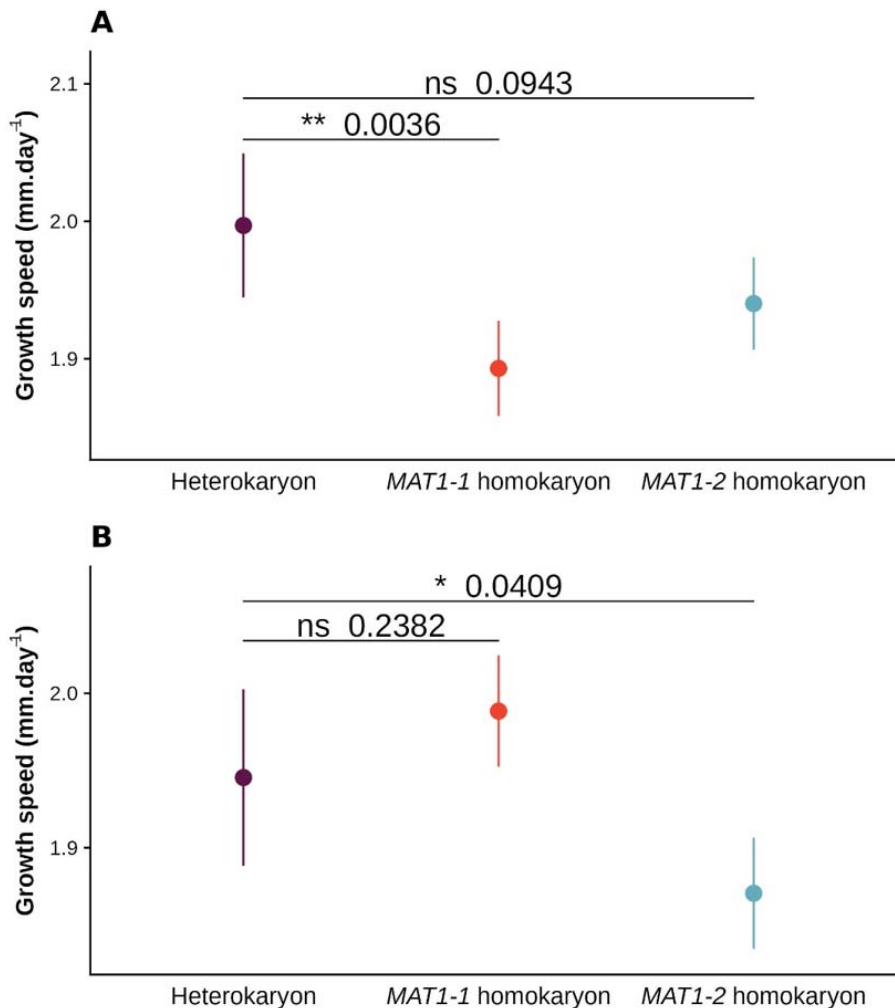 A
Growth speed (mm.day-1)
2.1
2.0
1.9
ns 0.0943
** 0.0036
Heterokaryon MAT1-1 homokaryon MAT1-2 homokaryon
B
Growth speed (mm.day-1)
2.0
1.9
* 0.0409
ns 0.2382
Heterokaryon MAT1-1 homokaryon MAT1-2 homokaryon